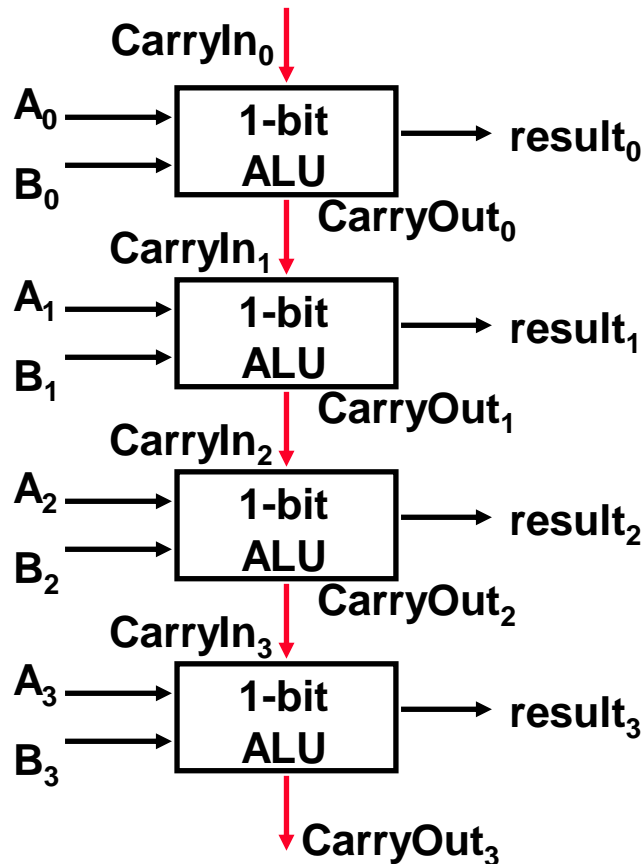 CarryIn₀
A₀
1-bit
result₀
B₀
ALU
CarryOut₀
CarryIn₁
A₁
1-bit
result₁
B₁
ALU
CarryOut₁
CarryIn₂
A₂
1-bit
result₂
B₂
ALU
CarryOut₂
CarryIn₃
A₃
1-bit
result₃
B₃
ALU
CarryOut₃